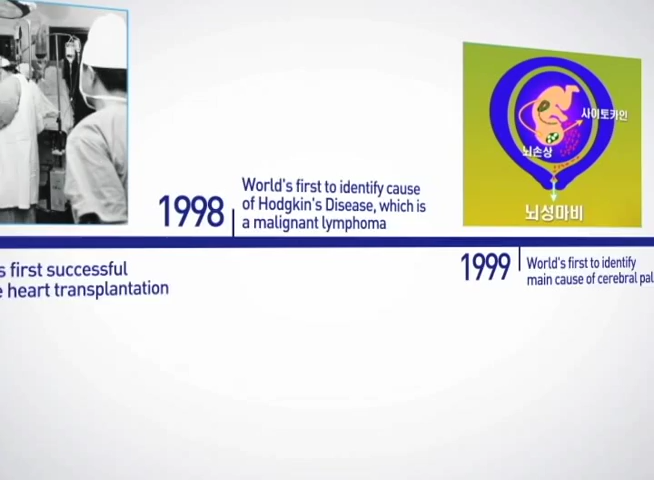 사이토카인
뇌손상
뇌성마비
1998
World's first to identify cause
of Hodgkin's Disease, which is
a malignant lymphoma
first successful
heart transplantation
1999
World's first to identify
main cause of cerebral